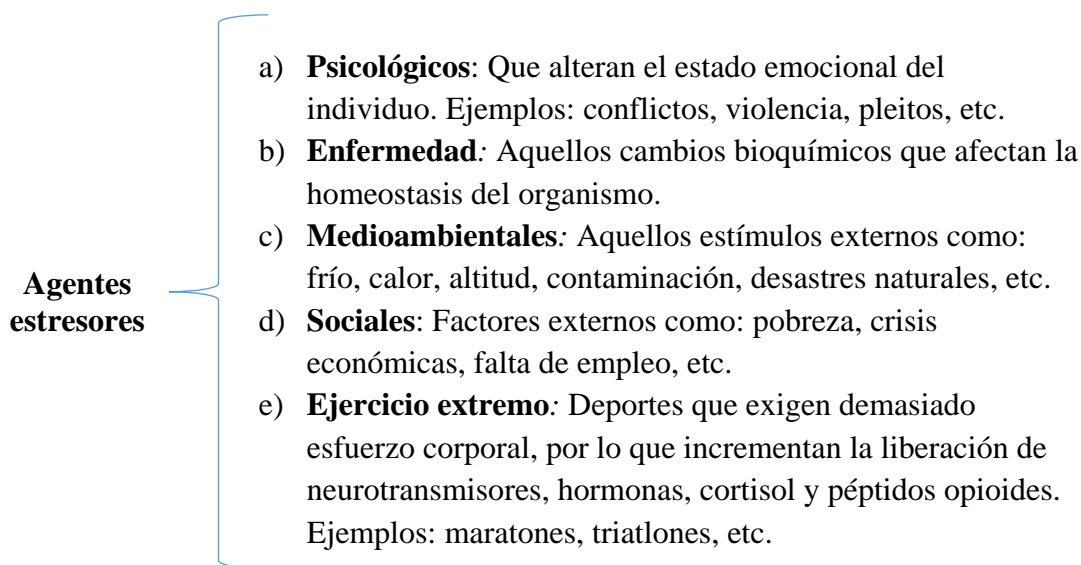 Agentes
estresores
a) Psicológicos: Que alteran el estado emocional del
individuo. Ejemplos: conflictos, violencia, pleitos, etc.
b) Enfermedad: Aquellos cambios bioquímicos que afectan la
homeostasis del organismo.
c) Medioambientales: Aquellos estímulos externos como:
frío, calor, altitud, contaminación, desastres naturales, etc.
d) Sociales: Factores externos como: pobreza, crisis
económicas, falta de empleo, etc.
e) Ejercicio extremo: Deportes que exigen demasiado
esfuerzo corporal, por lo que incrementan la liberación de
neurotransmisores, hormonas, cortisol y péptidos opioides.
Ejemplos: maratones, triatlones, etc.